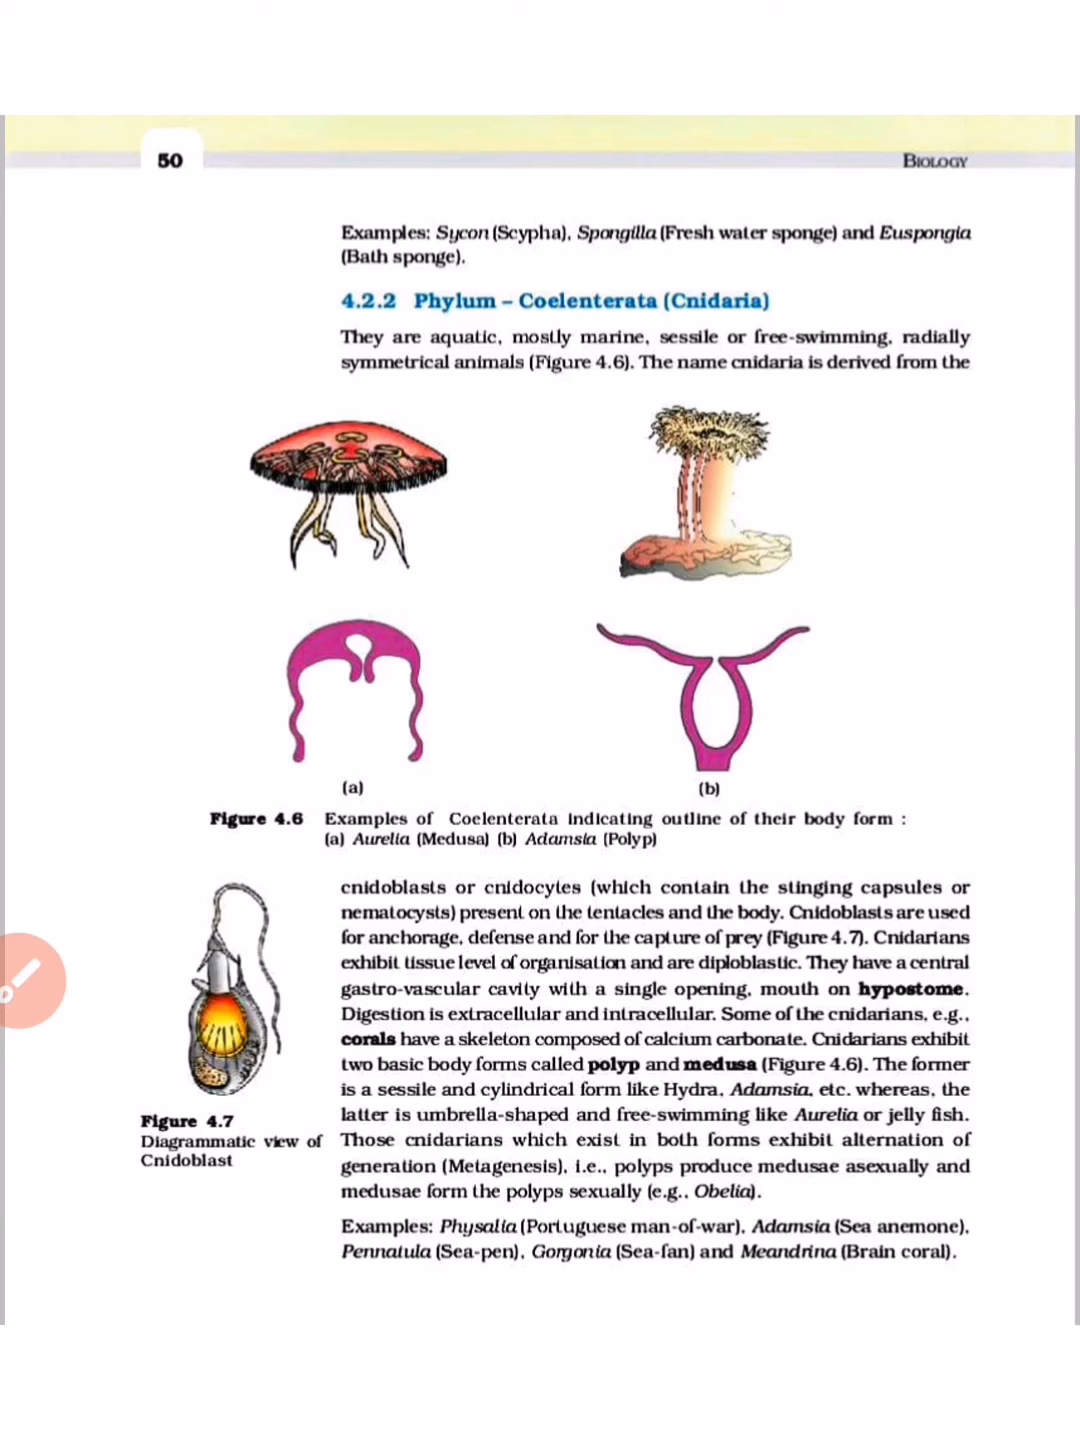 50
BIOLOGY
Examples: Sycon (Scypha), Spongilla (Fresh water sponge) and Euspongia
(Bath sponge).
4.2.2 Phylum – Coelenterata (Cnidaria)
They are aquatic, mostly marine, sessile or free-swimming, radially
symmetrical animals (Figure 4.6). The name cnidaria is derived from the
(a)
(b)
Figure 4.6 Examples of Coelenterata indicating outline of their body form :
(a) Aurelia (Medusa) (b) Adamsia (Polyp)
cnidoblasts or cnidocytes (which contain the stinging capsules or
nematocysts) present on the tentacles and the body. Cnidoblasts are used
for anchorage, defense and for the capture of prey (Figure 4.7). Cnidarians
exhibit tissue level of organisation and are diploblastic. They have a central
gastro-vascular cavity with a single opening, mouth on hypostome.
Digestion is extracellular and intracellular. Some of the cnidarians, e.g.,
corals have a skeleton composed of calcium carbonate. Cnidarians exhibit
two basic body forms called polyp and medusa (Figure 4.6). The former
is a sessile and cylindrical form like Hydra, Adamsia, etc. whereas, the
latter is umbrella-shaped and free-swimming like Aurelia or jelly fish.
Those cnidarians which exist in both forms exhibit alternation of
generation (Metagenesis), i.e., polyps produce medusae asexually and
medusae form the polyps sexually (e.g., Obelia).
Figure 4.7
Diagrammatic view of
Cnidoblast
Examples: Physalia (Portuguese man-of-war), Adamsia (Sea anemone),
Pennatula (Sea-pen), Gorgonia (Sea-fan) and Meandrina (Brain coral).